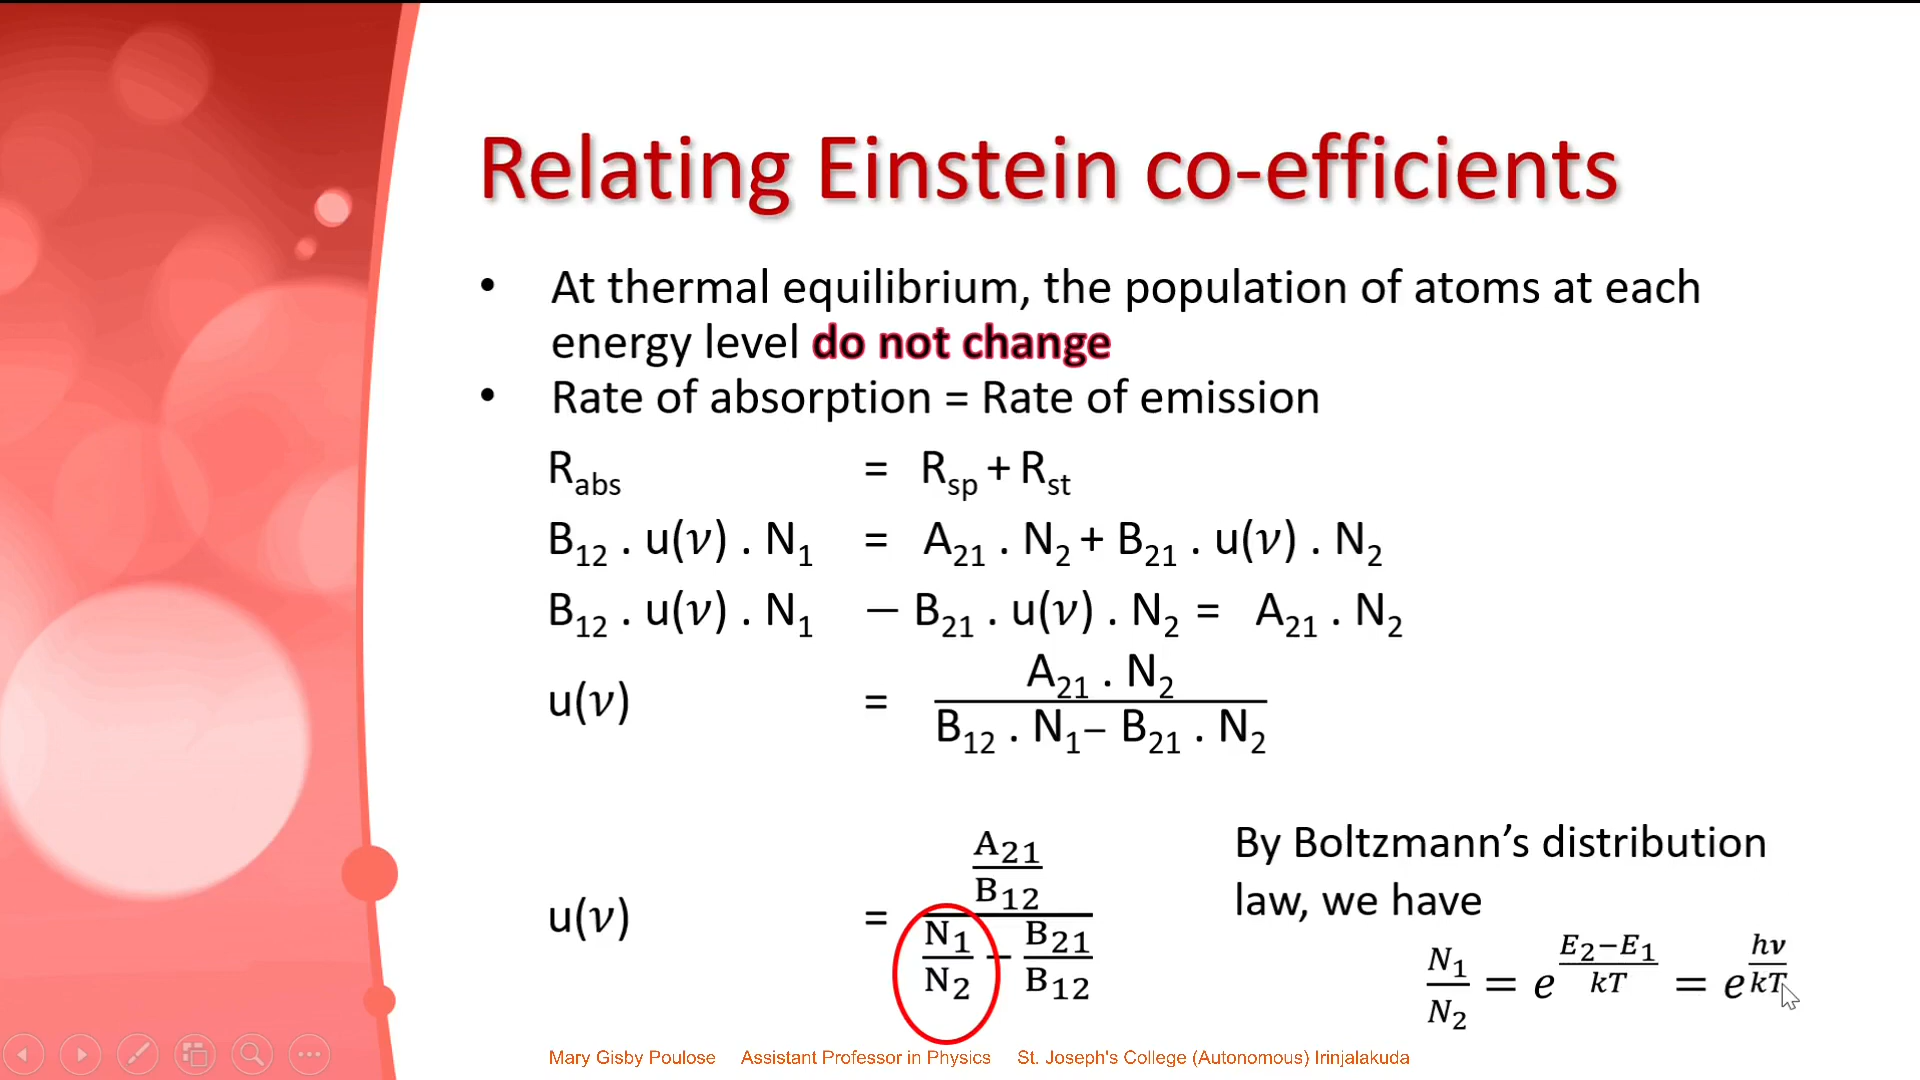 Relating Einstein co-efficients
• At thermal equilibrium, the population of atoms at each
energy level do not change
• Rate of absorption = Rate of emission
R_abs = R_sp + R_st
B₁₂ . u(ν) . N₁ = A₂₁ . N₂ + B₂₁ . u(ν) . N₂
B₁₂ . u(ν) . N₁ − B₂₁ . u(ν) . N₂ = A₂₁ . N₂
u(ν) = (A₂₁ . N₂) / (B₁₂ . N₁ − B₂₁ . N₂)
u(ν) = (A₂₁/B₁₂) / (N₁/N₂ − B₂₁/B₁₂)
By Boltzmann’s distribution
law, we have
N₁/N₂ = e^((E₂−E₁)/kT) = e^(hν/kT)
Mary Gisby Poulose Assistant Professor in Physics St. Joseph's College (Autonomous) Irinjalakuda